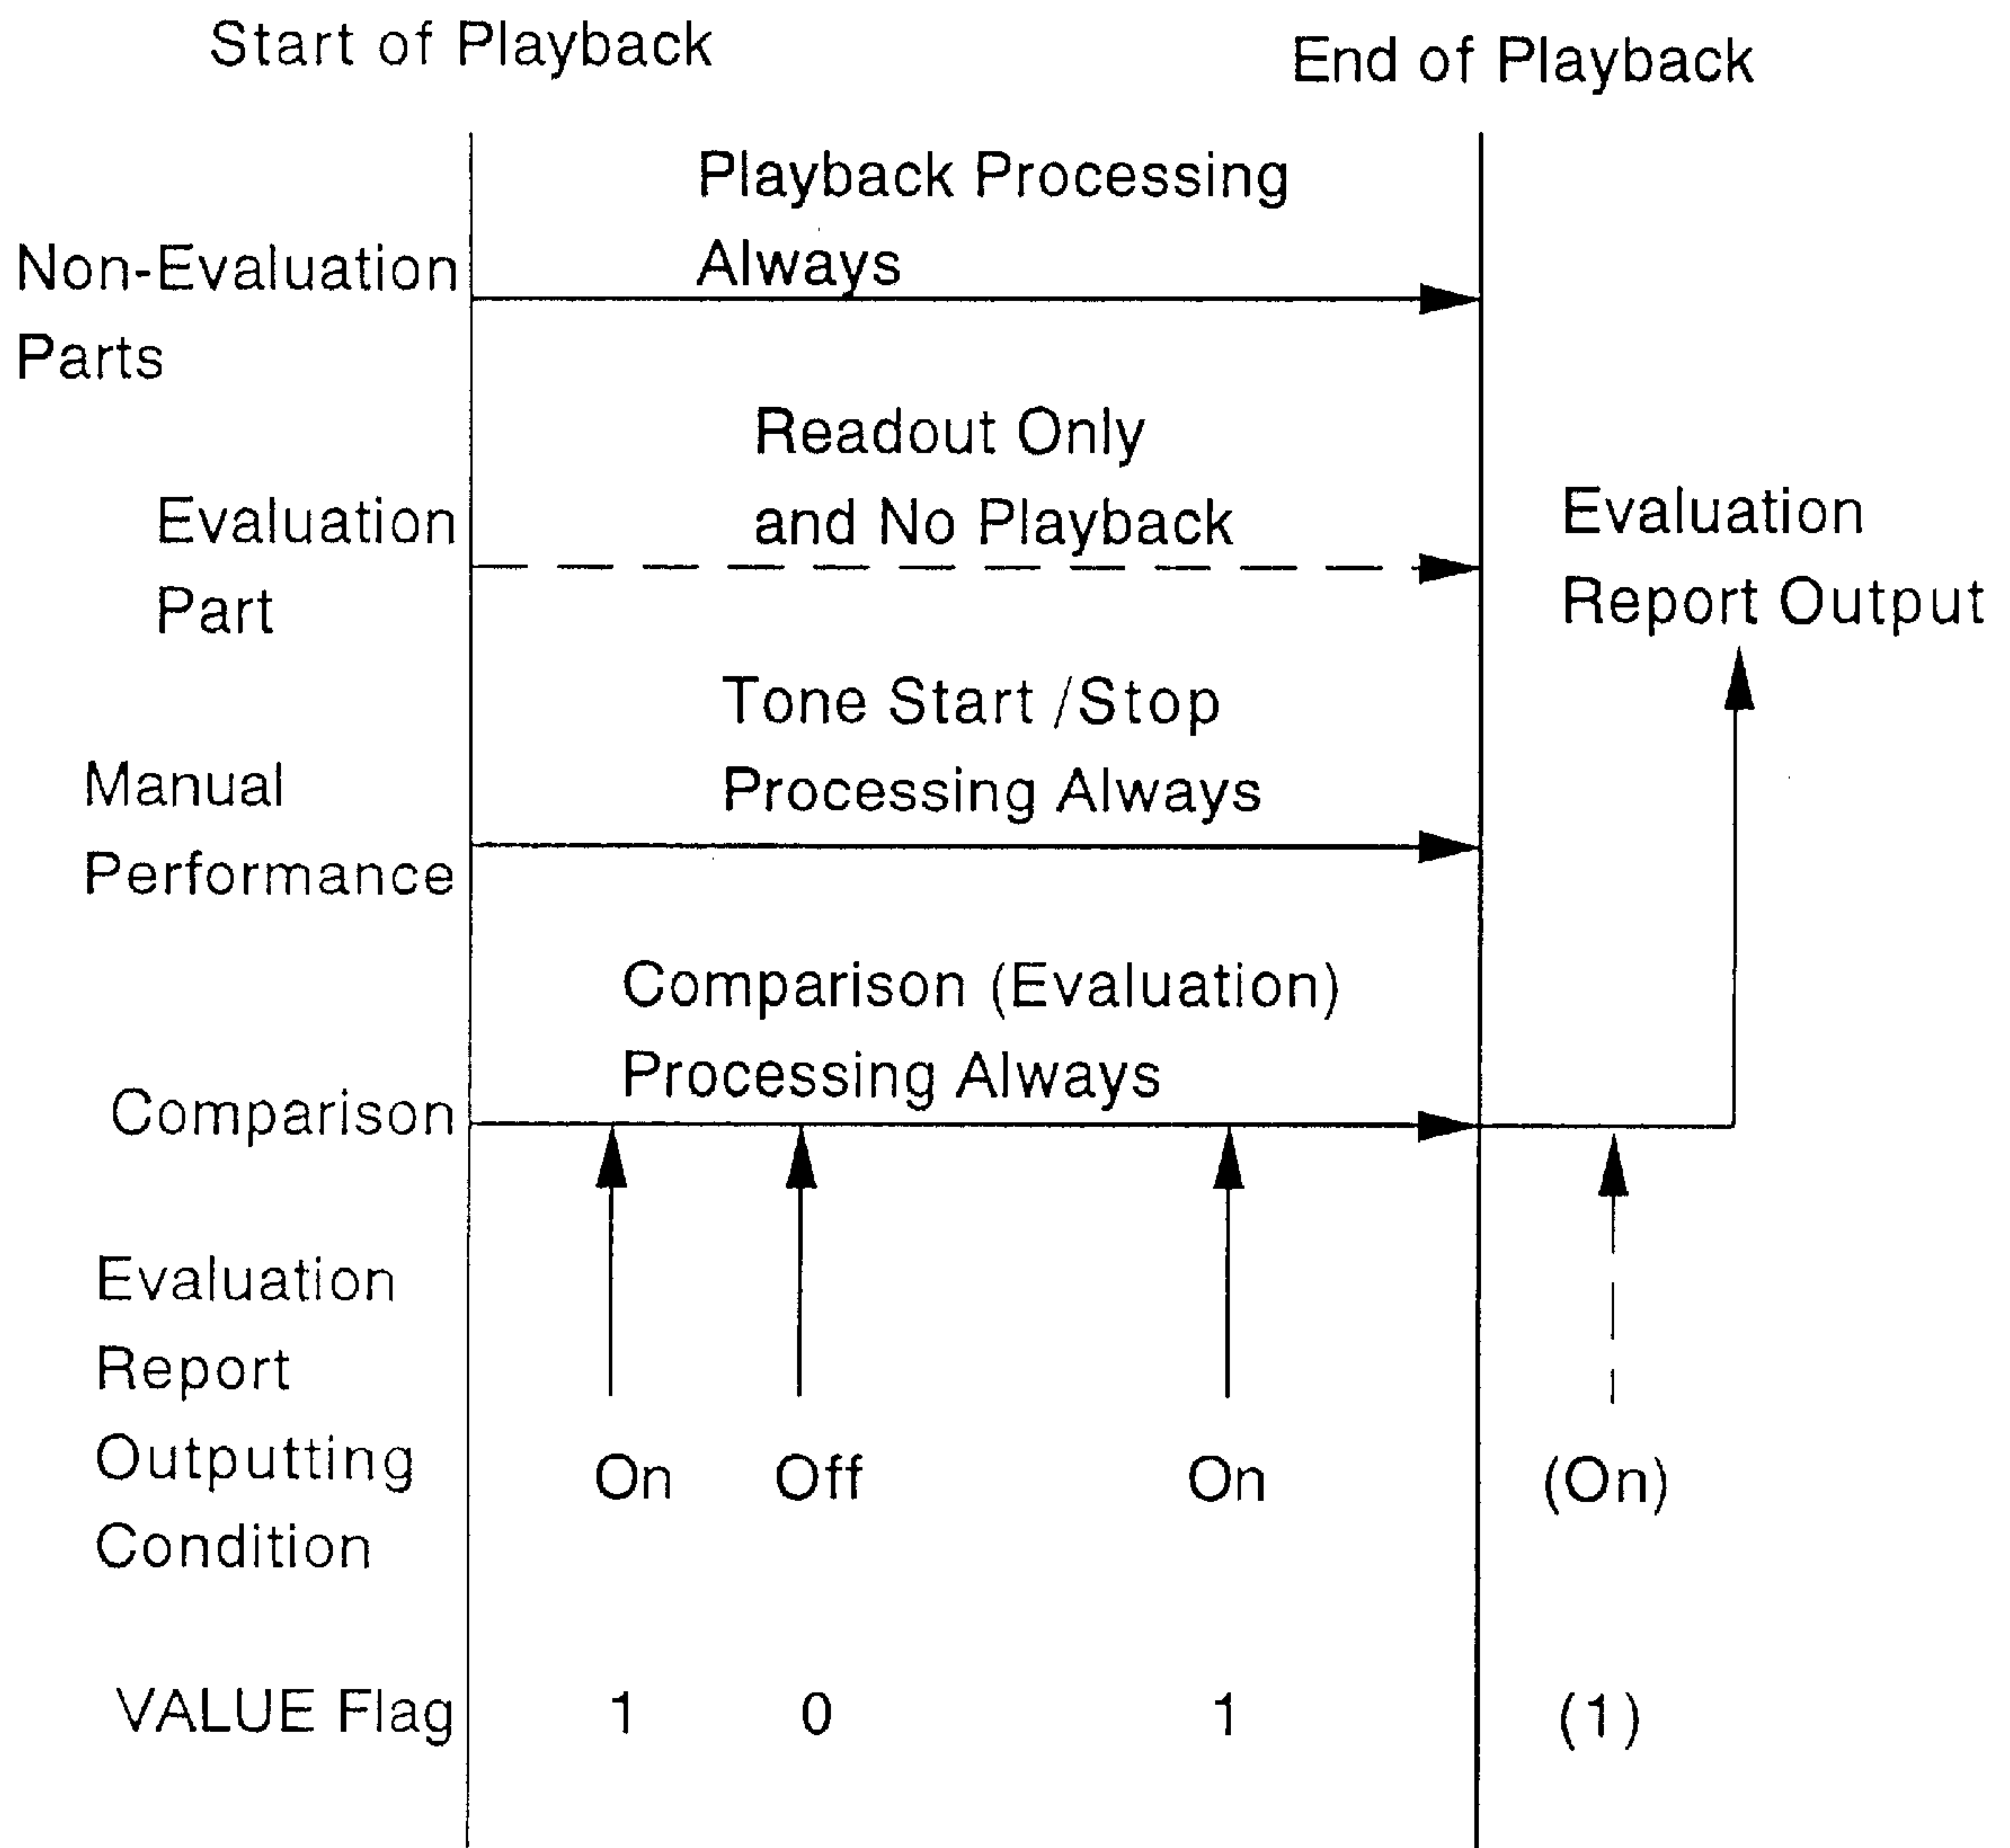 Start of Playback
End of Playback
Playback Processing
Always
Non-Evaluation
Parts
Readout Only
and No Playback
Evaluation
Part
Evaluation
Report Output
Tone Start /Stop
Processing Always
Manual
Performance
Comparison (Evaluation)
Processing Always
Comparison
Evaluation
Report
Outputting
Condition
On Off On (On)
VALUE Flag 1 0 1 (1)